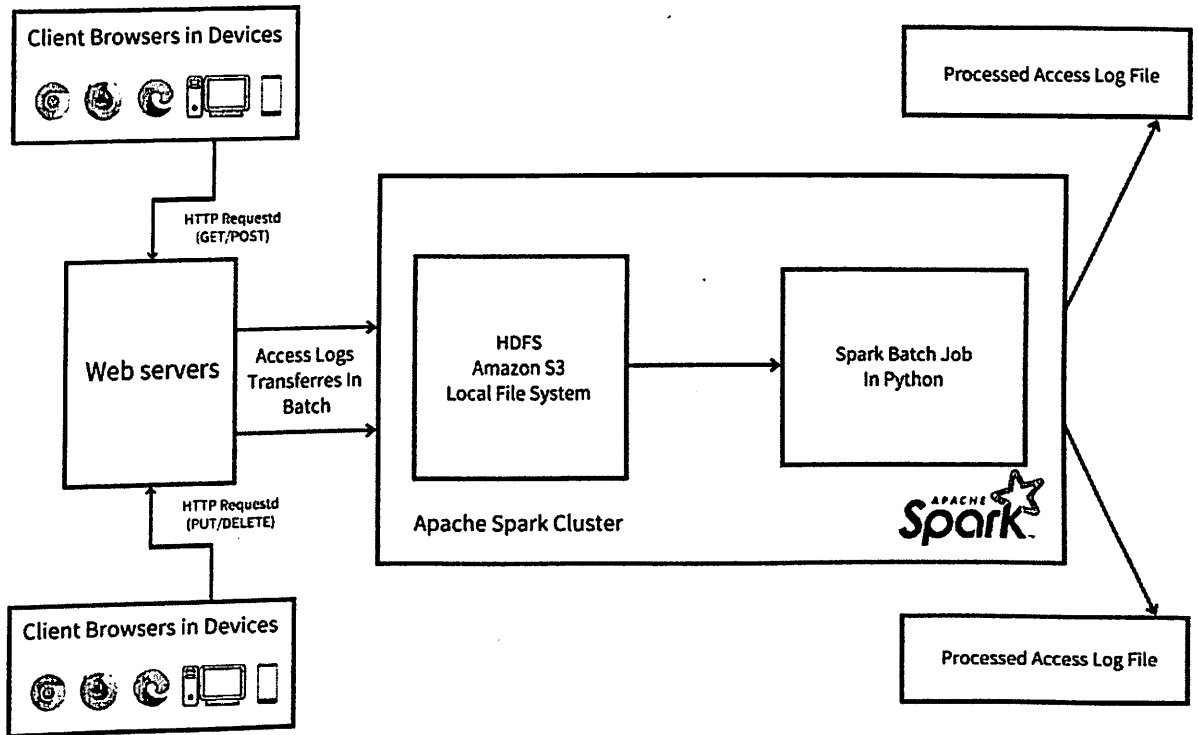 Client Browsers in Devices
HTTP Requestd
(GET/POST)
Web servers
Access Logs
Transferres In
Batch
HTTP Requestd
(PUT/DELETE)
Client Browsers in Devices
HDFS
Amazon S3
Local File System
Spark Batch Job
In Python
Apache Spark Cluster
APACHE
Spark
Processed Access Log File
Processed Access Log File